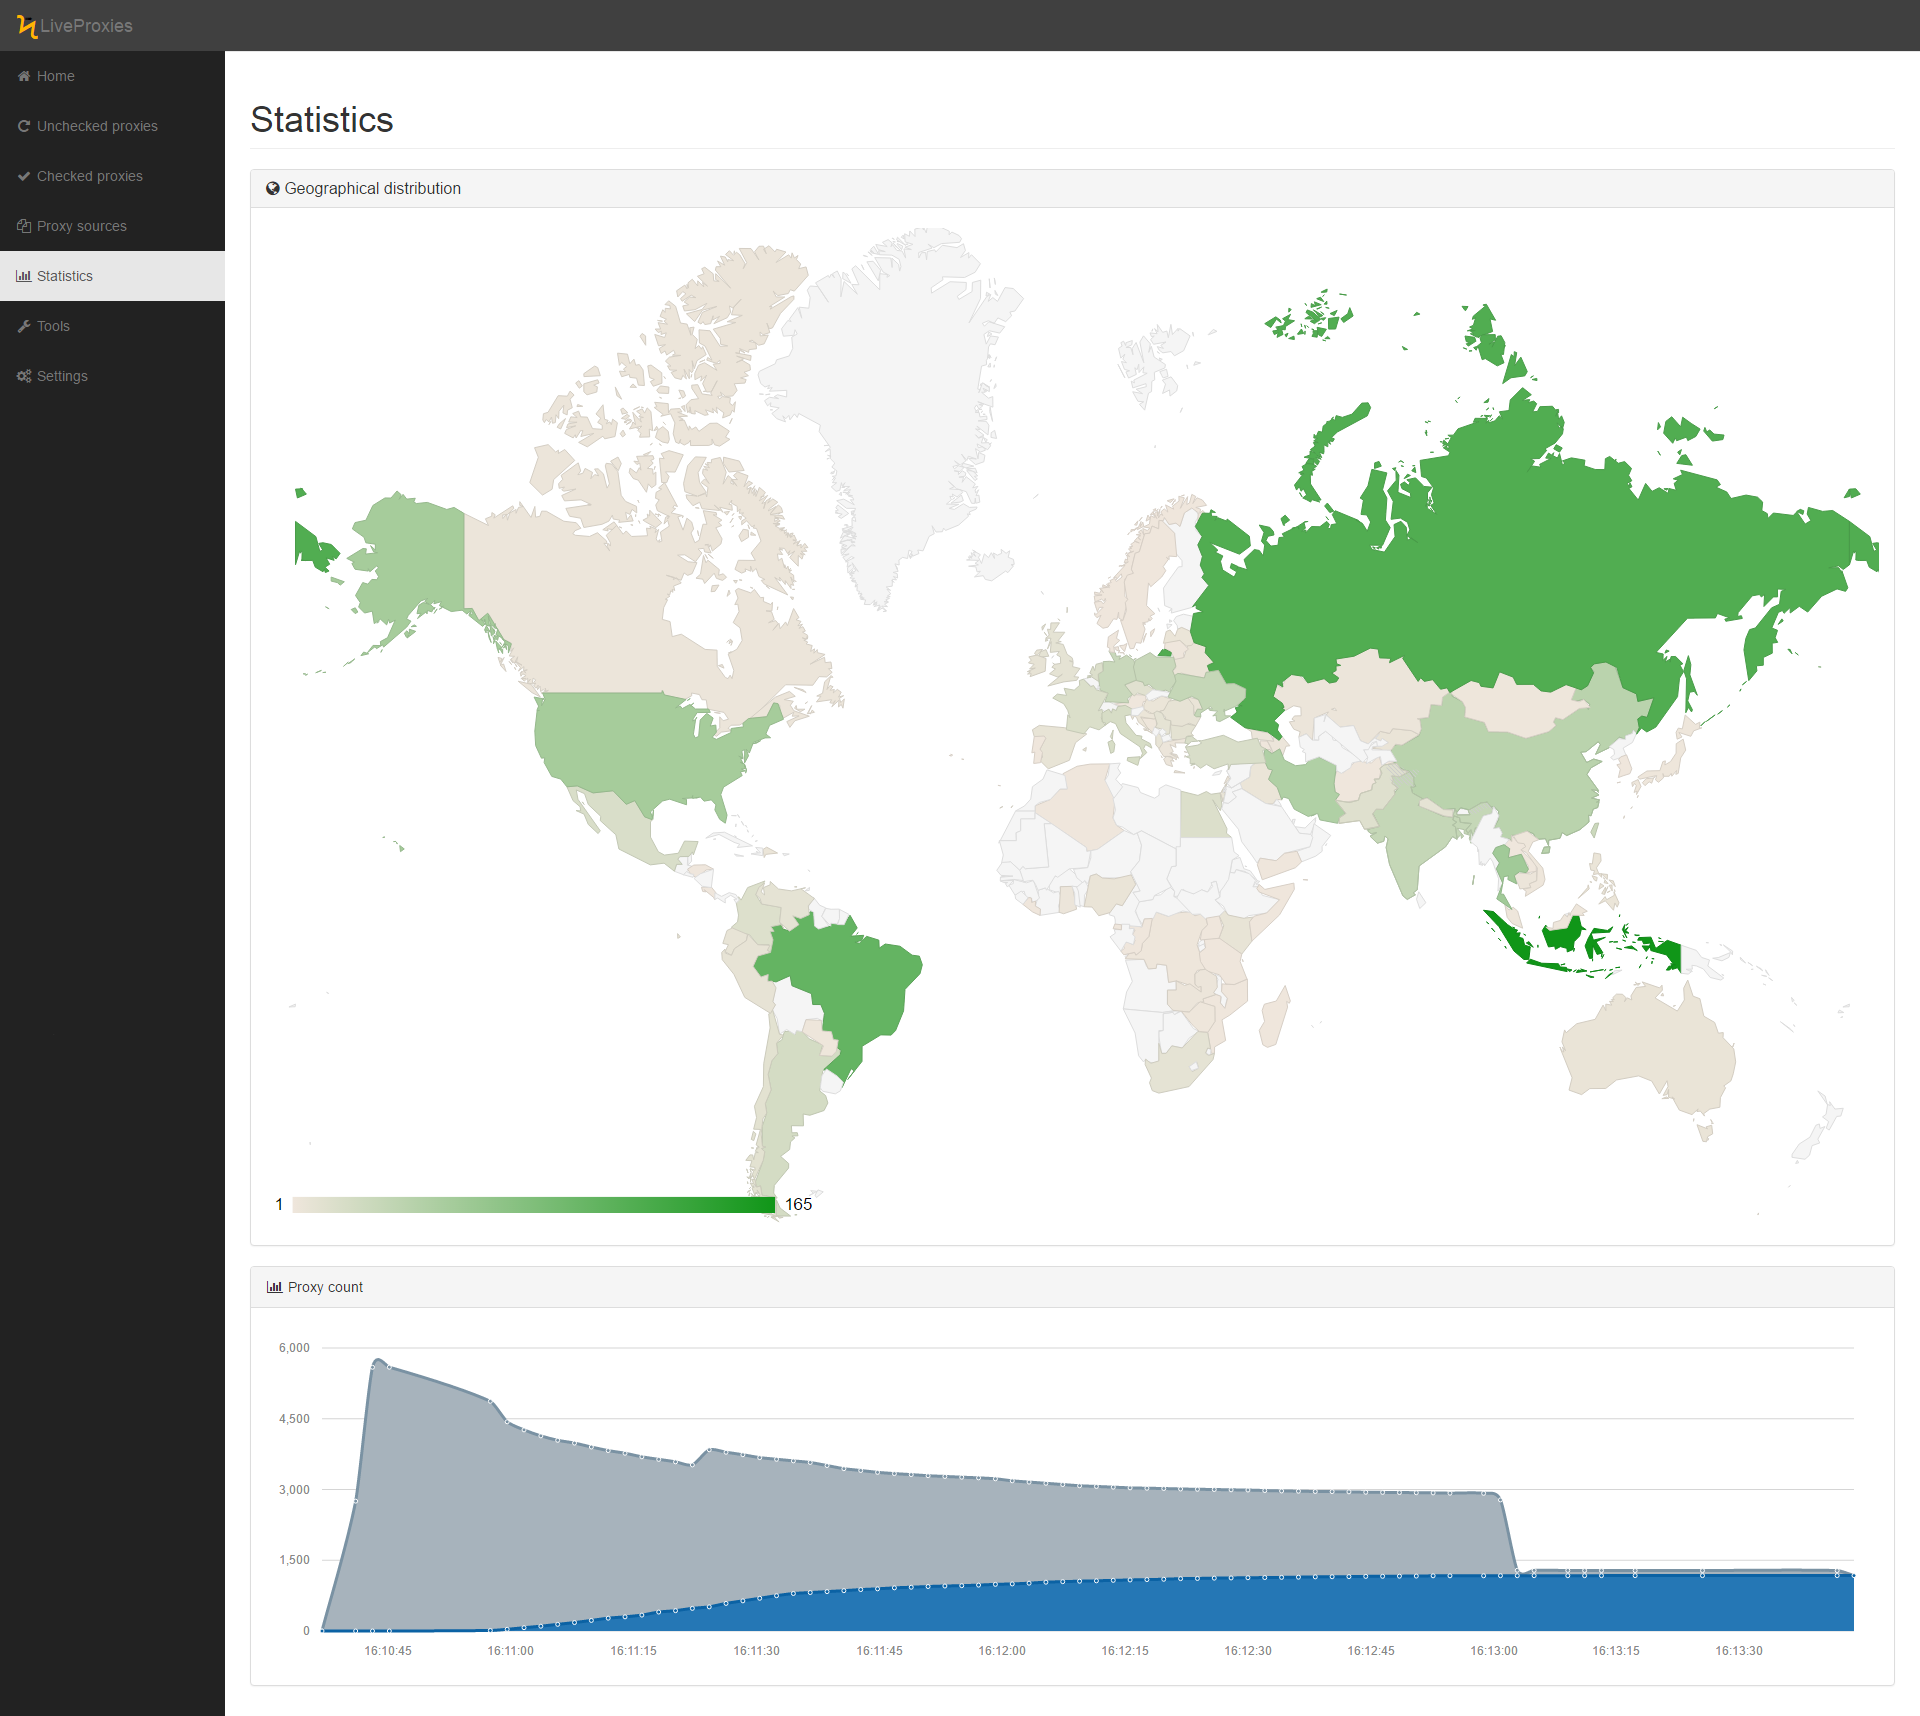 LiveProxies
Home
Unchecked proxies
Checked proxies
Proxy sources
Statistics
Tools
Settings
Statistics
Geographical distribution
1
165
Proxy count
6,000
4,500
3,000
1,500
0
16:10:45
16:11:00
16:11:15
16:11:30
16:11:45
16:12:00
16:12:15
16:12:30
16:12:45
16:13:00
16:13:15
16:13:30